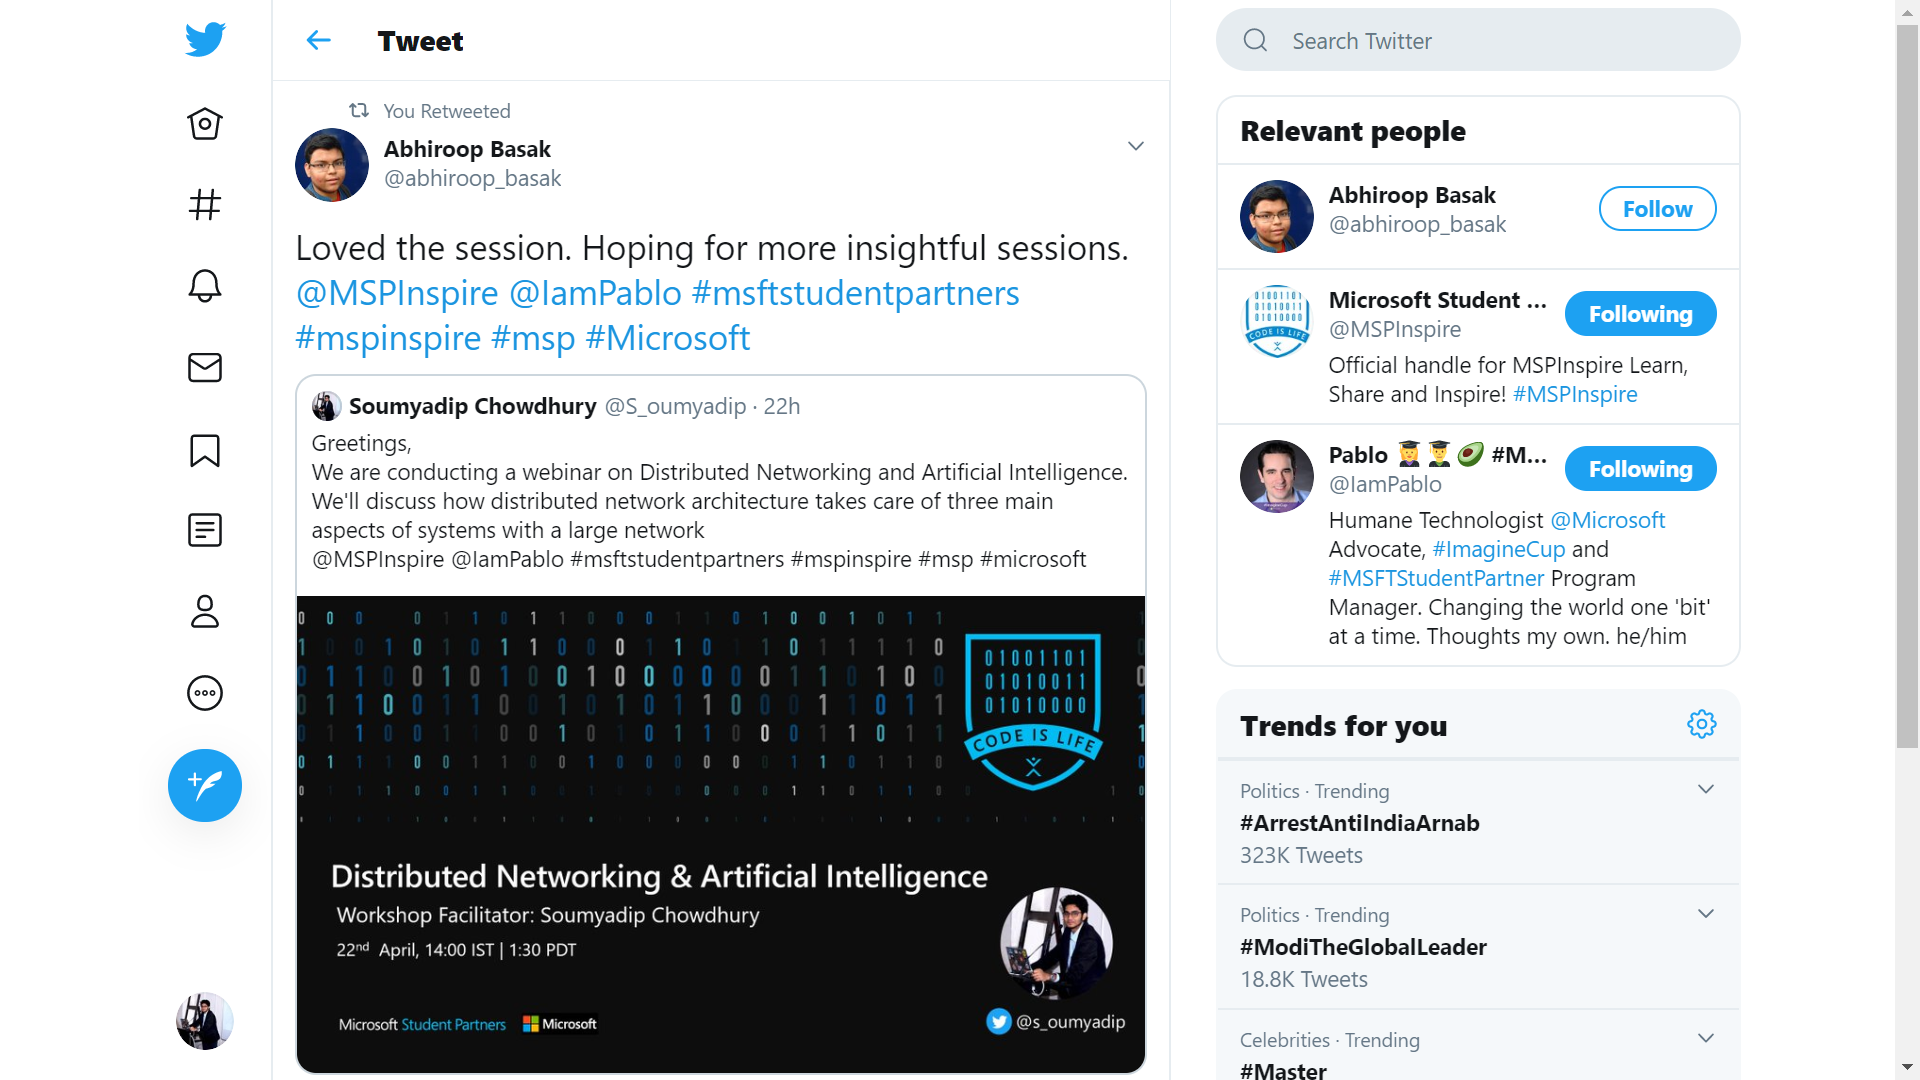 Tweet
You Retweeted
Abhiroop Basak
@abhiroop_basak
Loved the session. Hoping for more insightful sessions.
@MSPInspire @IamPablo #msftstudentpartners
#mspinspire #msp #Microsoft
Soumyadip Chowdhury @S_oumyadip · 22h
Greetings,
We are conducting a webinar on Distributed Networking and Artificial Intelligence.
We'll discuss how distributed network architecture takes care of three main
aspects of systems with a large network
@MSPInspire @IamPablo #msftstudentpartners #mspinspire #msp #microsoft
01001101
01010011
01010000
CODE IS LIFE
Distributed Networking & Artificial Intelligence
Workshop Facilitator: Soumyadip Chowdhury
22nd April, 14:00 IST | 1:30 PDT
Microsoft Student Partners
Microsoft
@s_oumyadip
Search Twitter
Relevant people
Abhiroop Basak
@abhiroop_basak
Follow
01001101
01010011
01010000
CODE IS LIFE
Microsoft Student ...
@MSPInspire
Following
Official handle for MSPInspire Learn,
Share and Inspire! #MSPInspire
Pablo 👩‍🎓👨‍🎓🥑 #M...
@IamPablo
Following
Humane Technologist @Microsoft
Advocate, #ImagineCup and
#MSFTStudentPartner Program
Manager. Changing the world one 'bit'
at a time. Thoughts my own. he/him
Trends for you
Politics · Trending
#ArrestAntiIndiaArnab
323K Tweets
Politics · Trending
#ModiTheGlobalLeader
18.8K Tweets
Celebrities · Trending
#Master